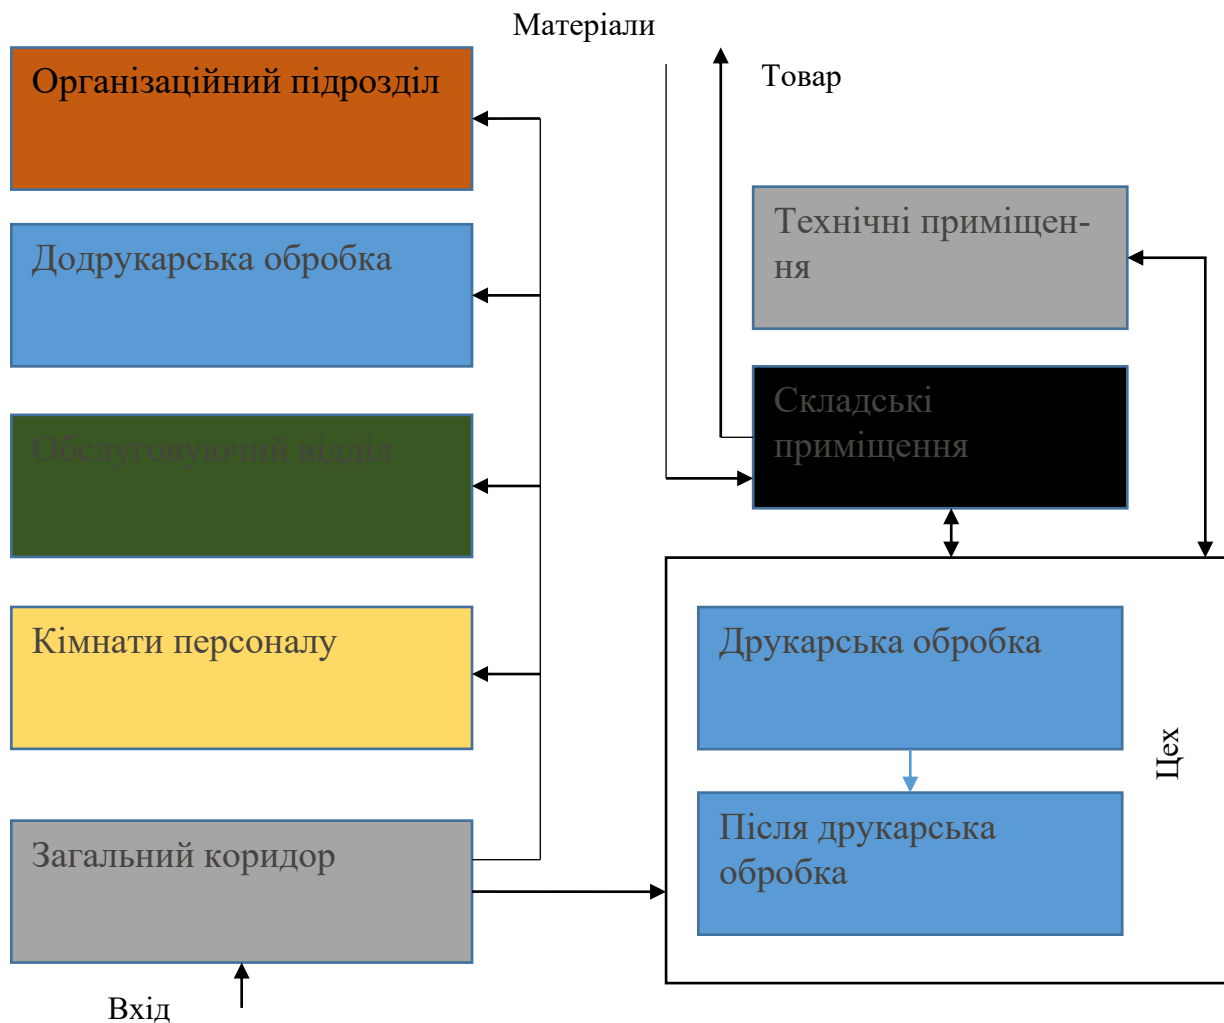 Матеріали
Товар
Організаційний підрозділ
Додрукарська обробка
Обслуговуючий відділ
Кімнати персоналу
Загальний коридор
Вхід
Технічні приміщен-
ня
Складські
приміщення
Друкарська обробка
Після друкарська
обробка
Цех